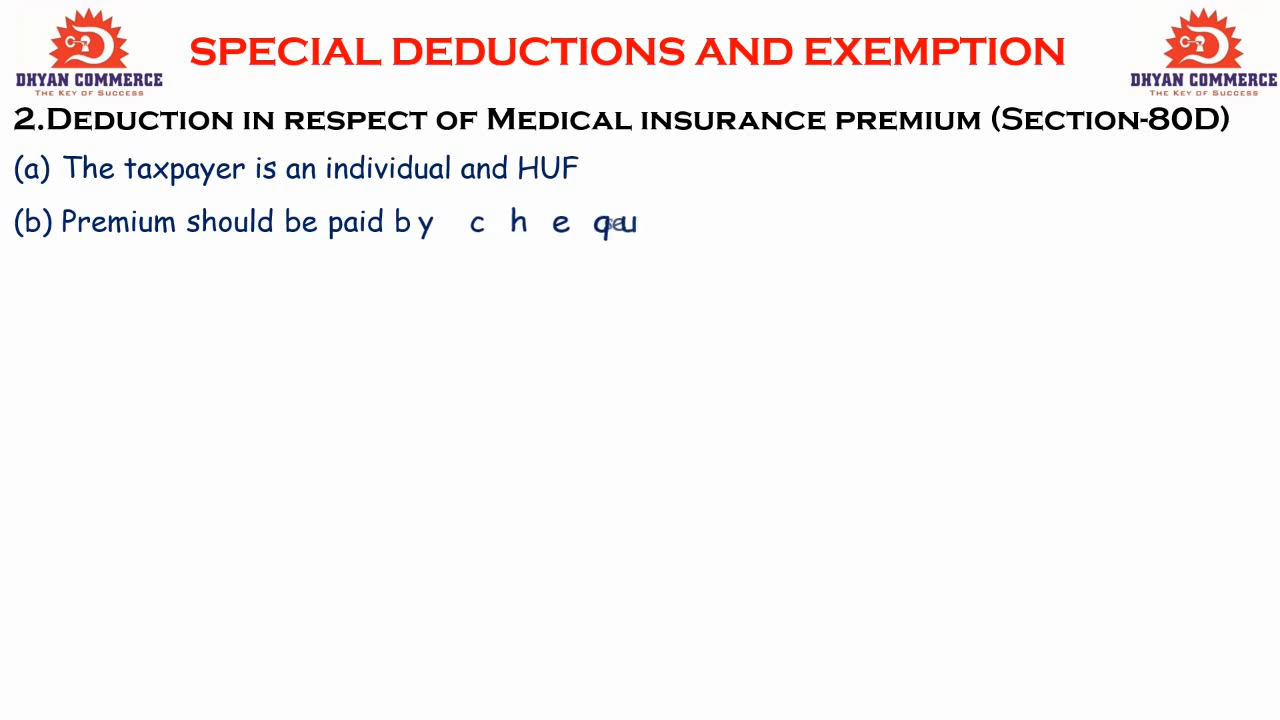 DHYAN COMMERCE
THE KEY OF SUCCESS
SPECIAL DEDUCTIONS AND EXEMPTION
DHYAN COMMERCE
THE KEY OF SUCCESS
2.DEDUCTION IN RESPECT OF MEDICAL INSURANCE PREMIUM (SECTION-80D)
(a) The taxpayer is an individual and HUF
(b) Premium should be paid by c h e q u